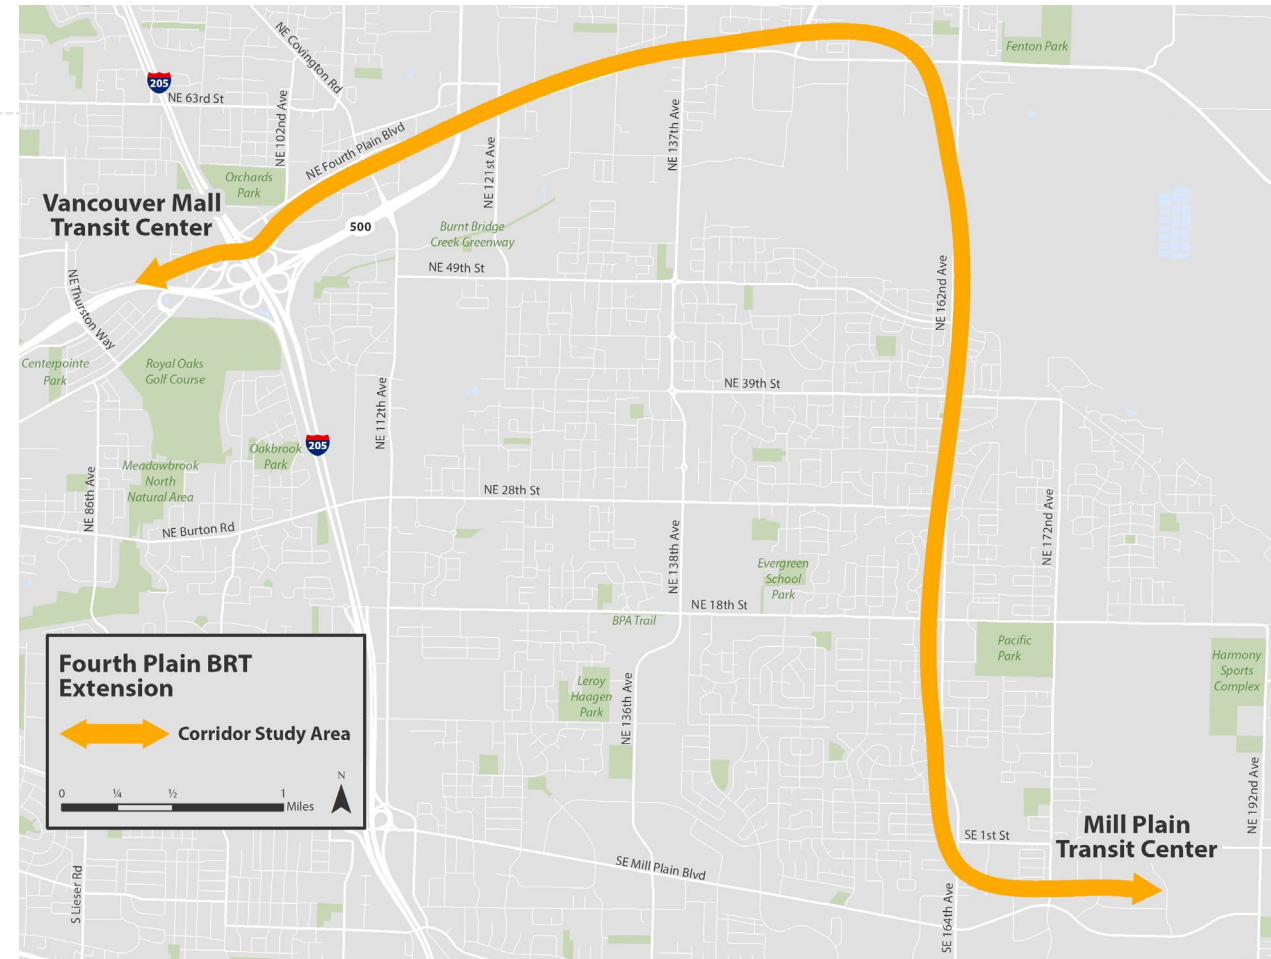 NE Covington Rd
Fenton Park
205
NE 63rd St
NE 102nd Ave
NE Fourth Plain Blvd
NE 121st Ave
NE 137th Ave
Orchards
Park
Vancouver Mall
Transit Center
500
Burnt Bridge
Creek Greenway
NE 49th St
NE Thurston Way
NE 162nd Ave
Centerpointe
Park
Royal Oaks
Golf Course
NE 39th St
NE 112th Ave
205
Oakbrook
Park
Meadowbrook
North
Natural Area
NE 86th Ave
NE 28th St
NE Burton Rd
NE 172nd Ave
NE 138th Ave
Evergreen
School
Park
NE 18th St
BPA Trail
Pacific
Park
Harmony
Sports
Complex
Leroy
Haagen
Park
NE 136th Ave
Fourth Plain BRT
Extension
Corridor Study Area
N
0 ¼ ½ 1
Miles
NE 192nd Ave
Mill Plain
Transit Center
SE 1st St
SE Mill Plain Blvd
S Lieser Rd
SE 164th Ave